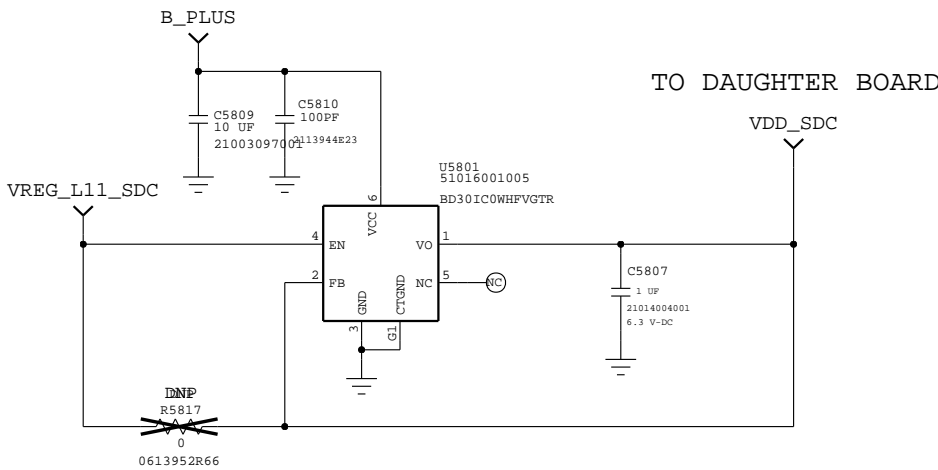 B_PLUS
TO DAUGHTER BOARD
VDD_SDC
C5809
10 UF
21003097001
C5810
100PF
2113944E23
U5801
51016001005
BD30IC0WHFVGTR
VREG_L11_SDC
6
VCC
4
EN
VO
1
2
FB
NC
5
NC
GND
3
CTGND
G1
C5807
1 UF
21014004001
6.3 V-DC
DNP
R5817
0
0613952R66